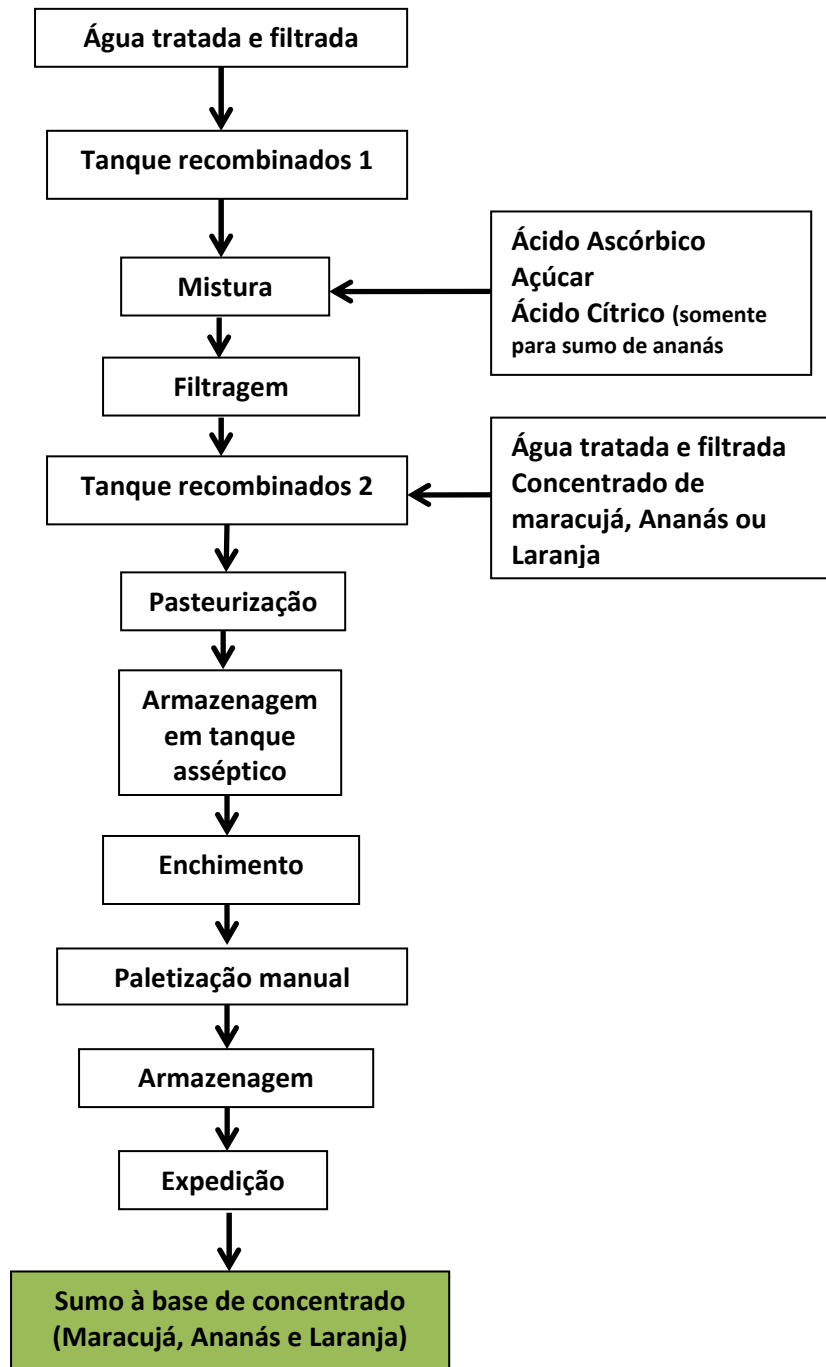 Água tratada e filtrada
Tanque recombinados 1
Ácido Ascórbico
Açúcar
Ácido Cítrico (somente
para sumo de ananás
Mistura
Filtragem
Água tratada e filtrada
Concentrado de
maracujá, Ananás ou
Laranja
Tanque recombinados 2
Pasteurização
Armazenagem
em tanque
asséptico
Enchimento
Paletização manual
Armazenagem
Expedição
Sumo à base de concentrado
(Maracujá, Ananás e Laranja)